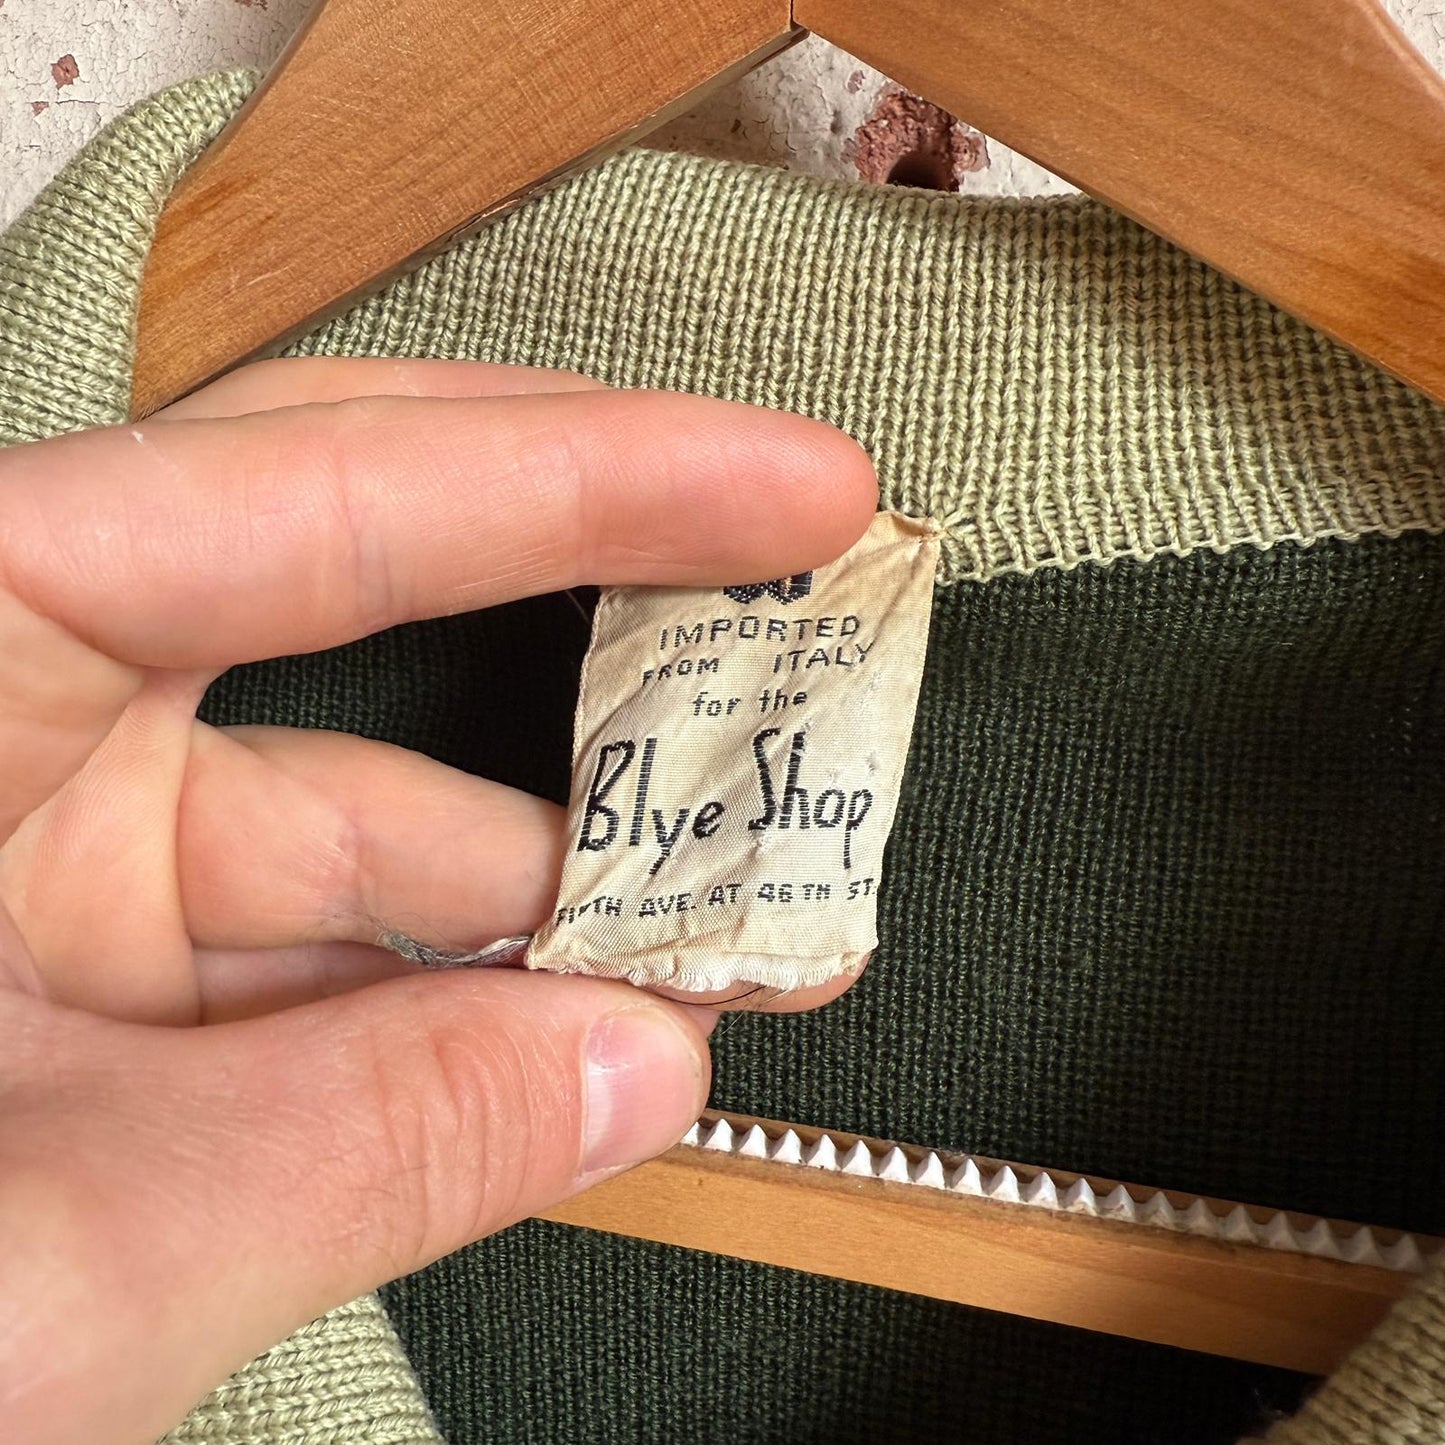 IMPORTED
FROM ITALY
for the
Blye Shop
FIFTH AVE. AT 46TH ST.